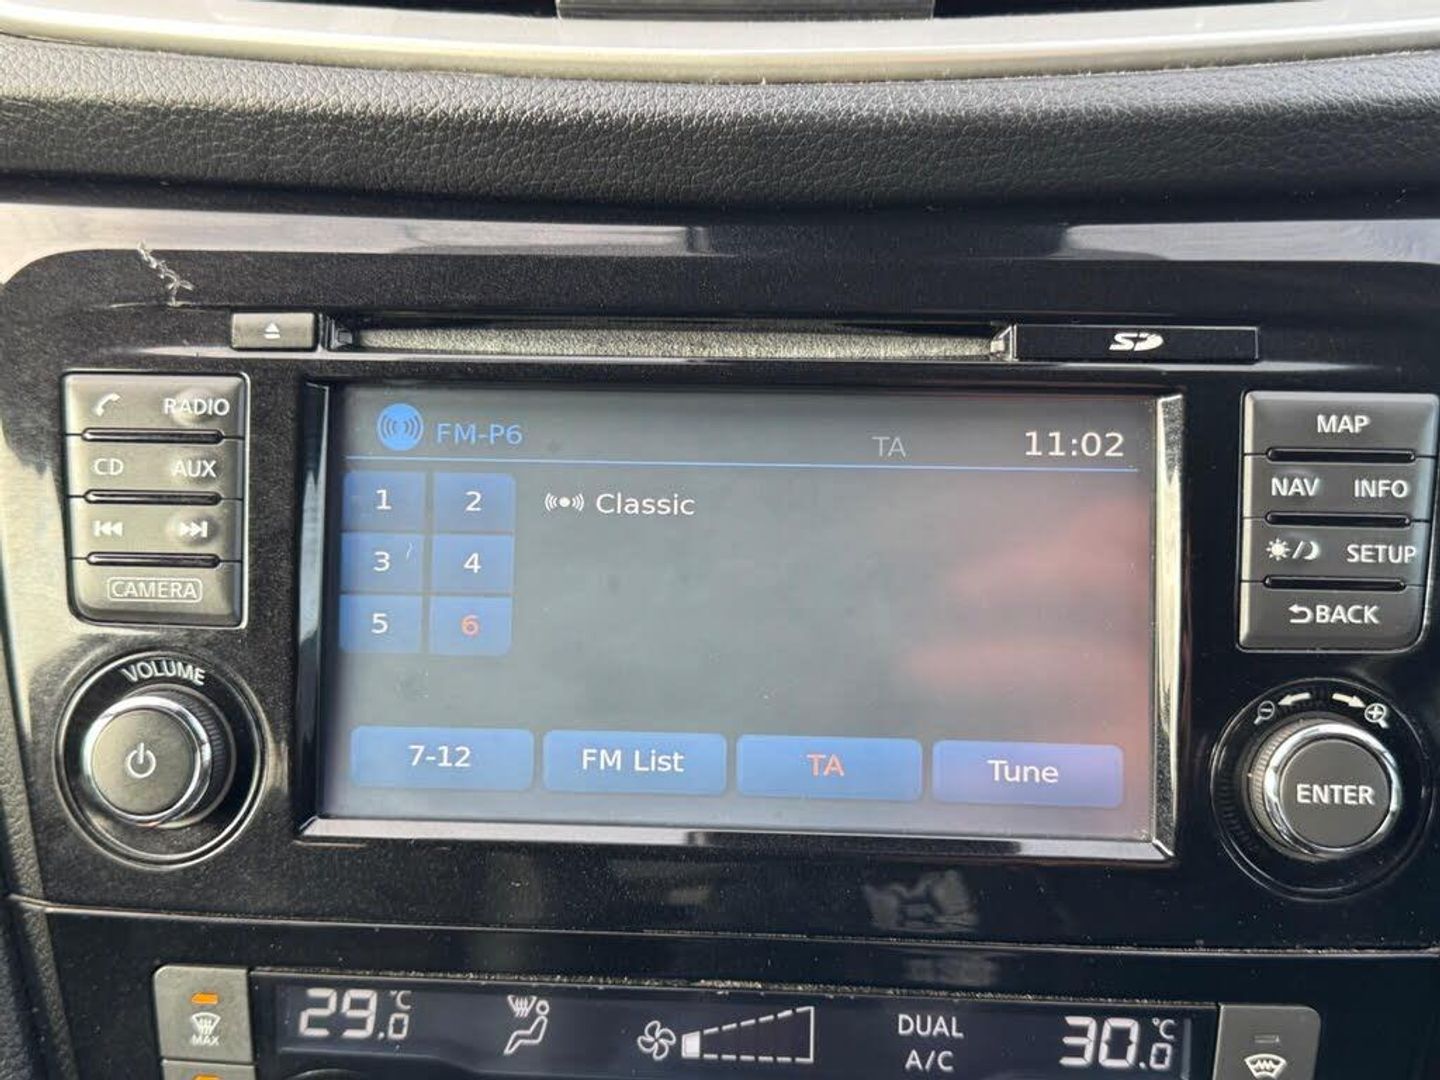 SD
RADIO
CD AUX
CAMERA
VOLUME
FM-P6 TA 11:02
1 2
3 4
5 6
Classic
7-12 FM List TA Tune
MAP
NAV INFO
SETUP
BACK
ENTER
MAX
29.0 °C
DUAL
A/C
30.0 °C